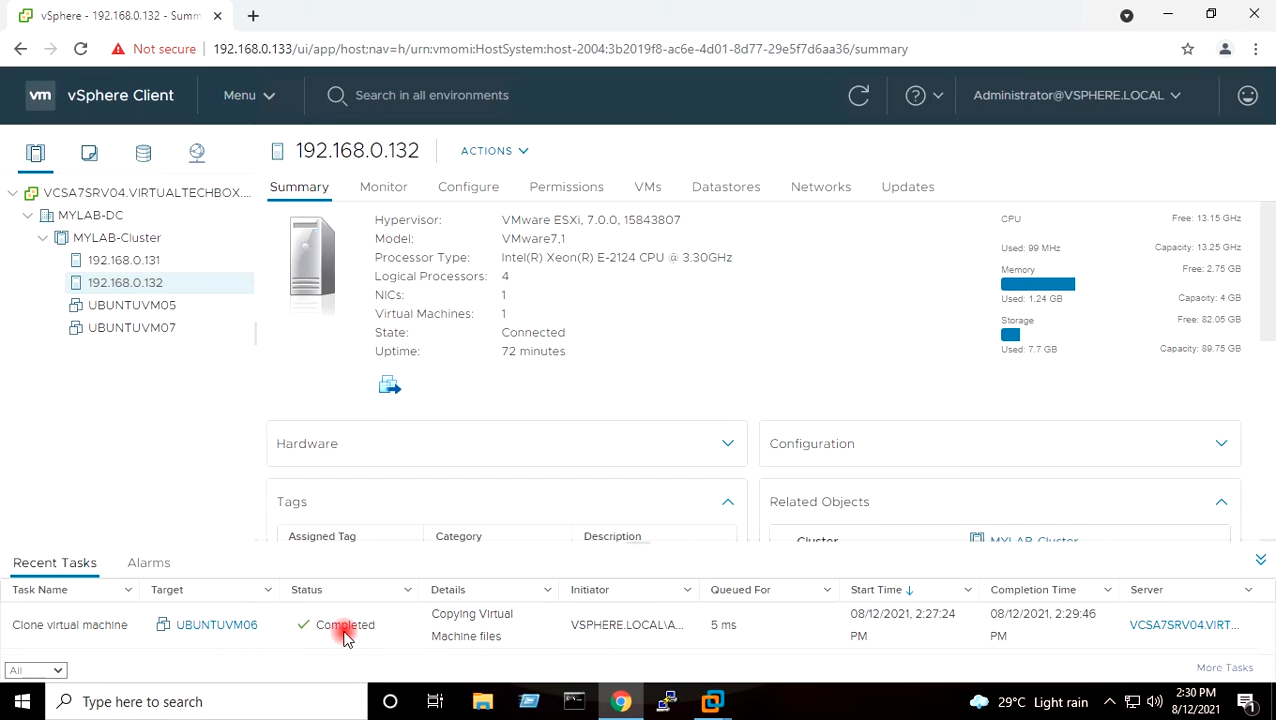 vSphere - 192.168.0.132 - Summ
Not secure
192.168.0.133/ui/app/host;nav=h/urn:vmomi:HostSystem:host-2004:3b2019f8-ac6e-4d01-8d77-29e5f7d6aa36/summary
vm vSphere Client Menu Search in all environments Administrator@VSPHERE.LOCAL
192.168.0.132 ACTIONS
Summary Monitor Configure Permissions VMs Datastores Networks Updates
VCSA7SRV04.VIRTUALTECHBOX....
MYLAB-DC
MYLAB-Cluster
192.168.0.131
192.168.0.132
UBUNTUVM05
UBUNTUVM07
Hypervisor: VMware ESXi, 7.0.0, 15843807
Model: VMware7,1
Processor Type: Intel(R) Xeon(R) E-2124 CPU @ 3.30GHz
Logical Processors: 4
NICs: 1
Virtual Machines: 1
State: Connected
Uptime: 72 minutes
CPU Free: 13.15 GHz
Used: 99 MHz Capacity: 13.25 GHz
Memory Free: 2.75 GB
Used: 1.24 GB Capacity: 4 GB
Storage Free: 82.05 GB
Used: 7.7 GB Capacity: 89.75 GB
Hardware
Configuration
Tags
Assigned Tag Category Description
Related Objects
Cluster MYLAB-Cluster
Recent Tasks Alarms
Task Name Target Status Details Initiator Queued For Start Time Completion Time Server
Clone virtual machine UBUNTUVM06 Completed Copying Virtual Machine files VSPHERE.LOCAL\A... 5 ms 08/12/2021, 2:27:24 PM 08/12/2021, 2:29:46 PM VCSA7SRV04.VIRT...
All More Tasks
Type here to search
29°C Light rain
2:30 PM
8/12/2021
1